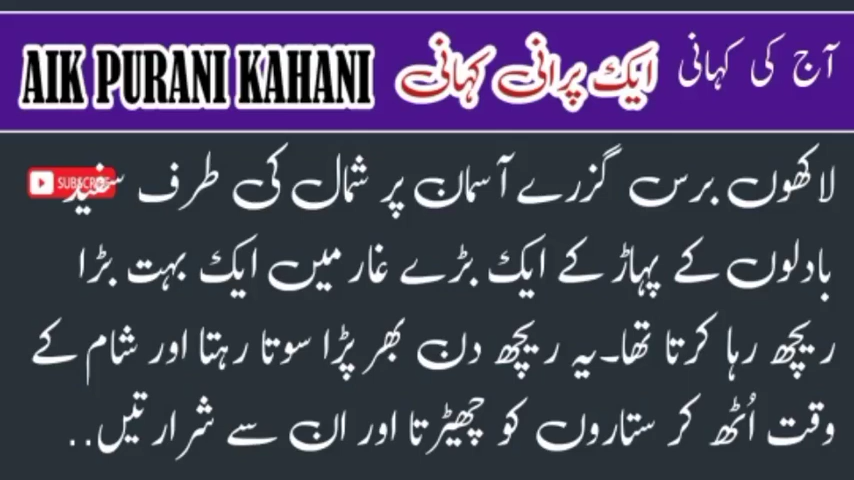 آج کی کہانی ایک پرانی کہانی AIK PURANI KAHANI
لاکھوں برس گزرے آسمان پر شمال کی طرف سفید
SUBSCRIBE
بادلوں کے پہاڑ کے ایک بڑے غار میں ایک بہت بڑا
ریچھ رہا کرتا تھا۔یہ ریچھ دن بھر پڑا سوتا رہتا اور شام کے
وقت اُٹھ کر ستاروں کو چھیڑتا اور ان سے شرارتیں..